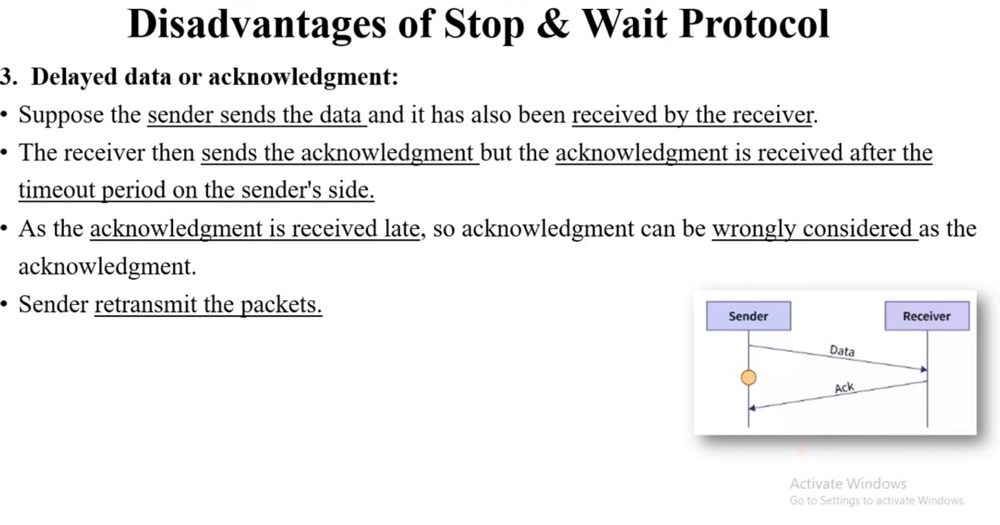 Disadvantages of Stop & Wait Protocol
3. Delayed data or acknowledgment:
• Suppose the sender sends the data and it has also been received by the receiver.
• The receiver then sends the acknowledgment but the acknowledgment is received after the
timeout period on the sender's side.
• As the acknowledgment is received late, so acknowledgment can be wrongly considered as the
acknowledgment.
• Sender retransmit the packets.
Sender
Receiver
Data
Ack
Activate Windows
Go to Settings to activate Windows.